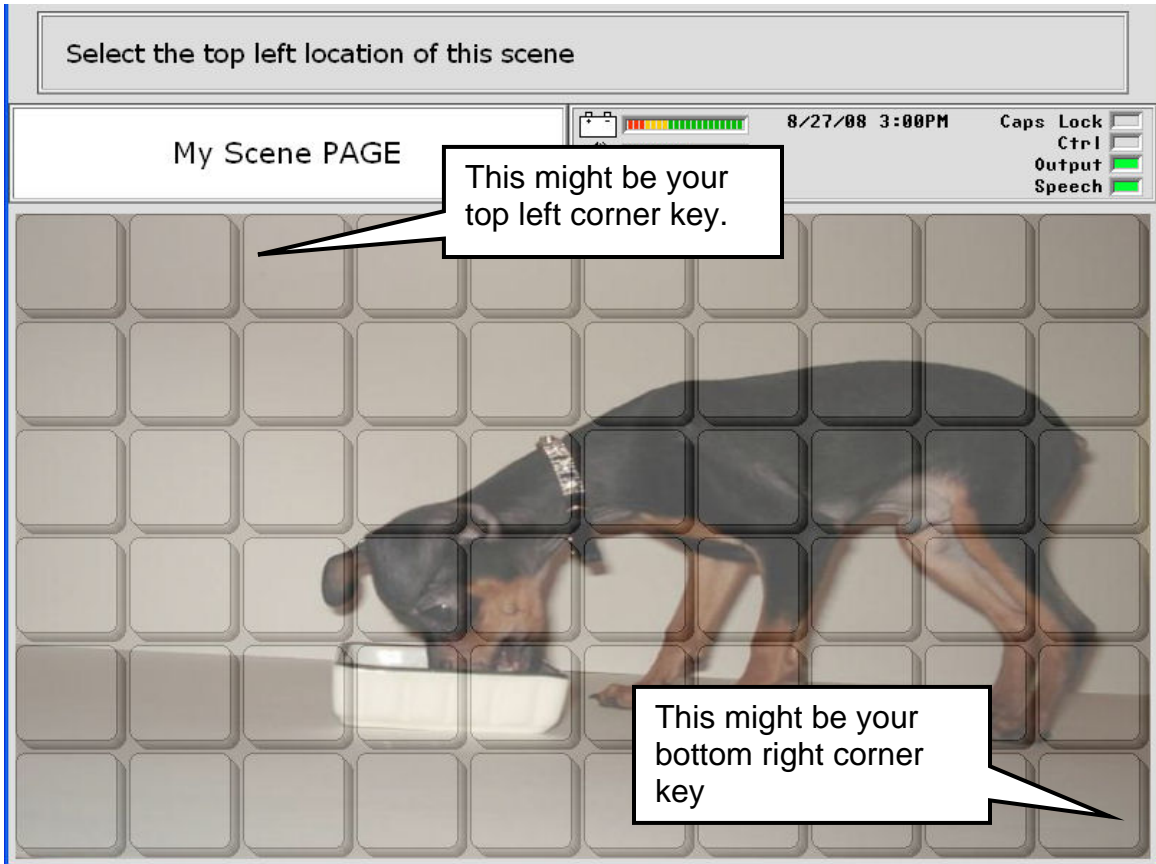 Select the top left location of this scene
My Scene PAGE
8/27/08 3:00PM
Caps Lock
Ctrl
Output
Speech
This might be your
top left corner key.
This might be your
bottom right corner
key